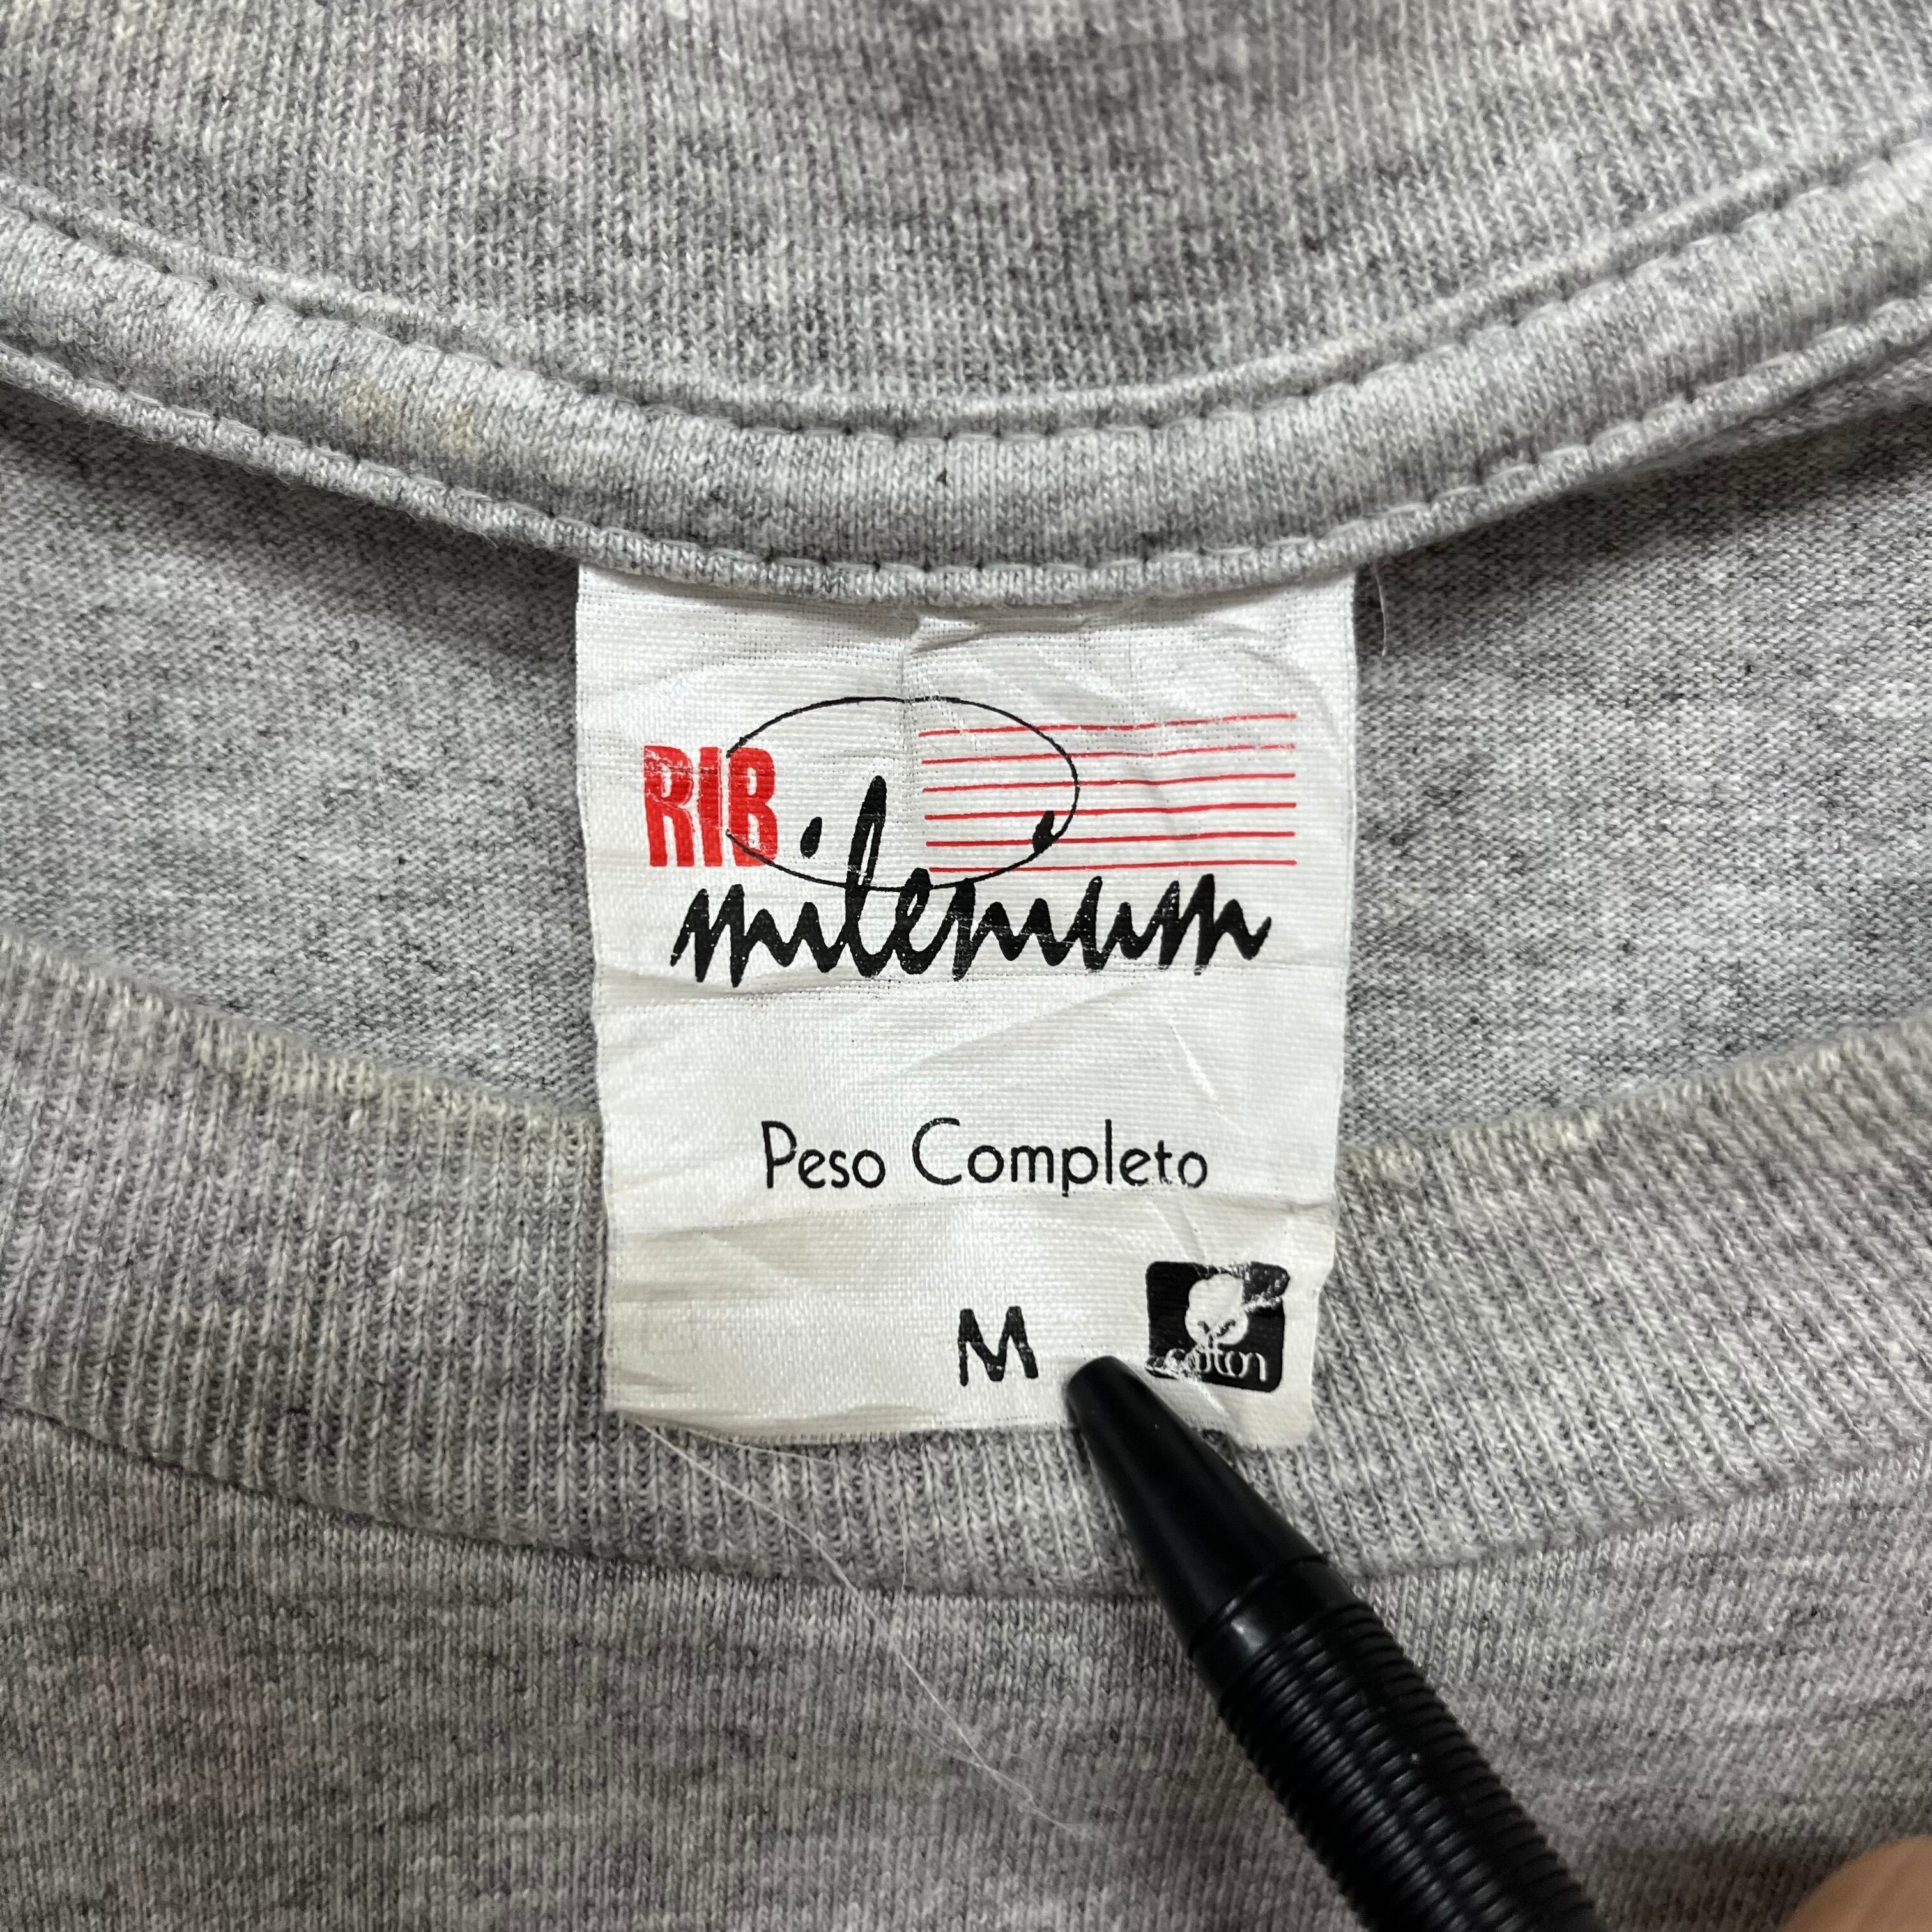 RIB
milenium
Peso Completo
M
cotton